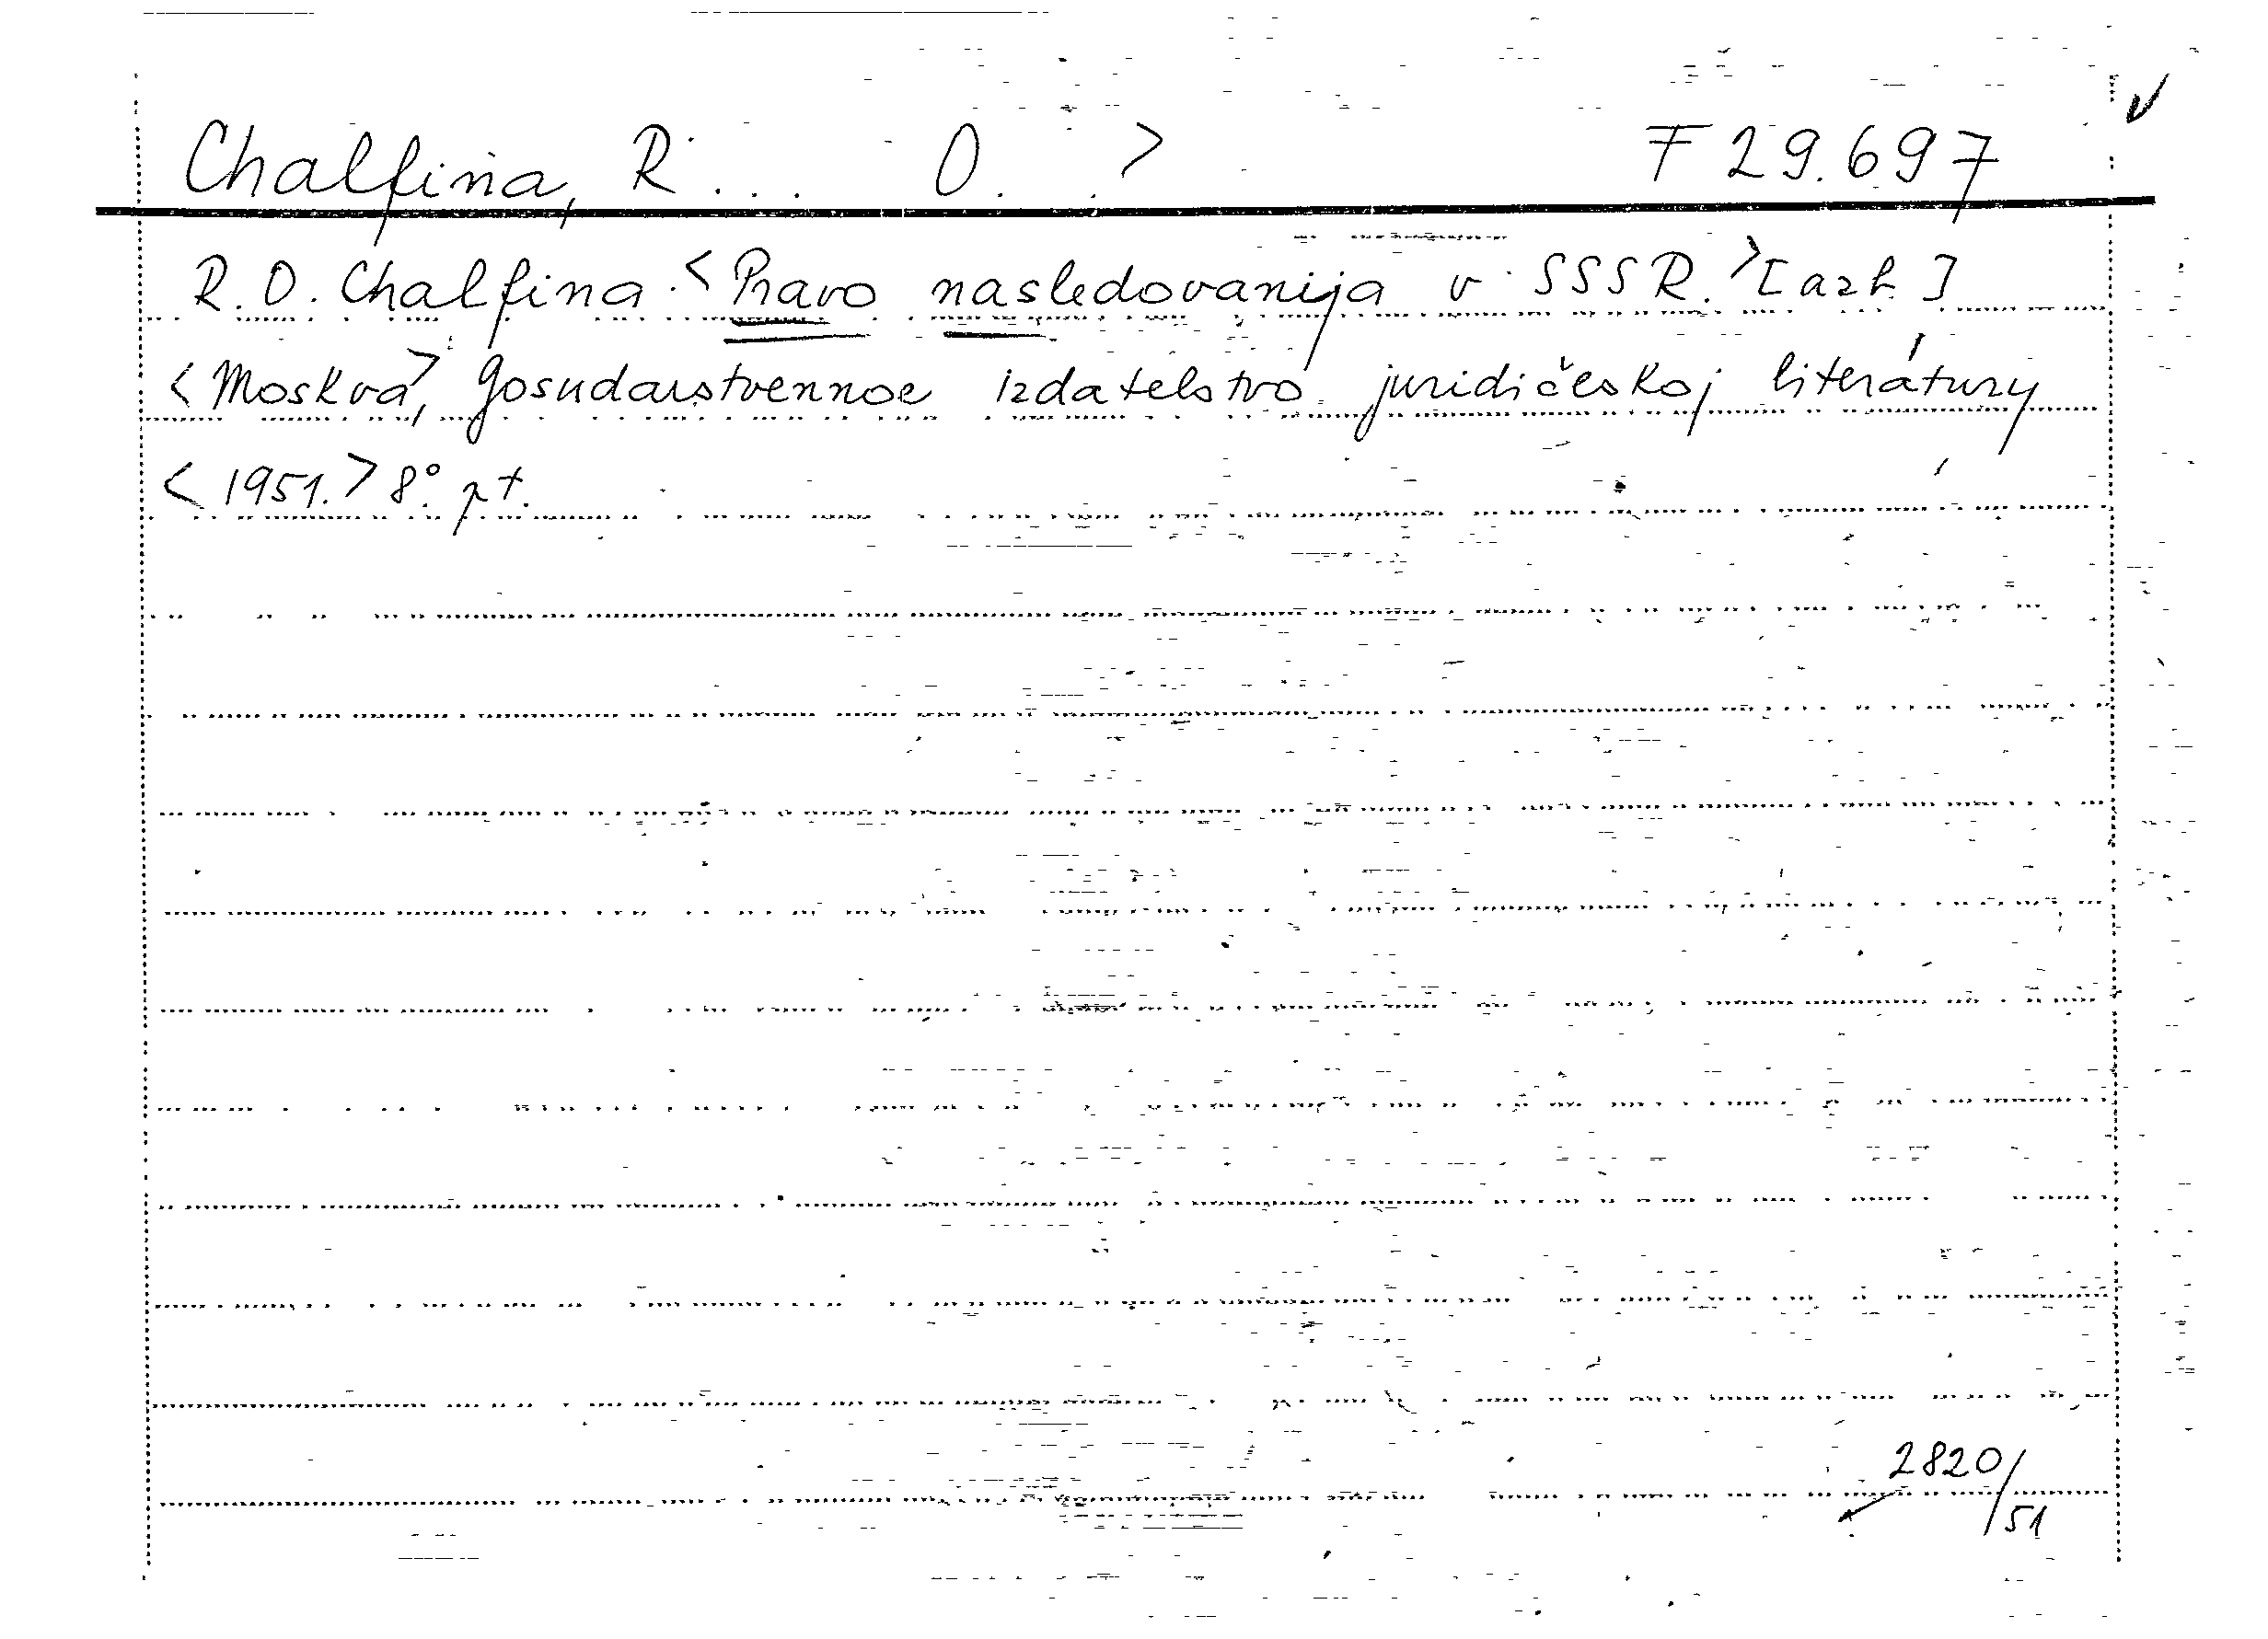 Chalfina, R... O. .> F 29.697
R. O. Chalfina. <Pravo nasledovanija v SSSR.> [azb.]
<Moskva>, Gosudarstvennoe izdatelstvo juridičeskoj literatury
<1951.> 8°. pt.
2820/51